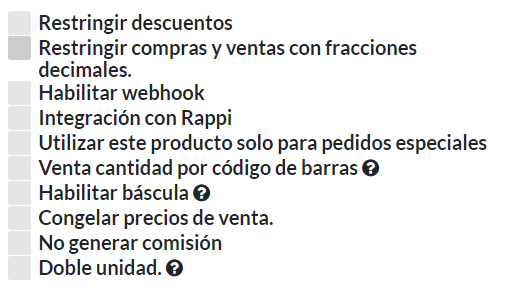 Restringir descuentos
Restringir compras y ventas con fracciones
decimales.
Habilitar webhook
Integración con Rappi
Utilizar este producto solo para pedidos especiales
Venta cantidad por código de barras ?
Habilitar báscula ?
Congelar precios de venta.
No generar comisión
Doble unidad. ?